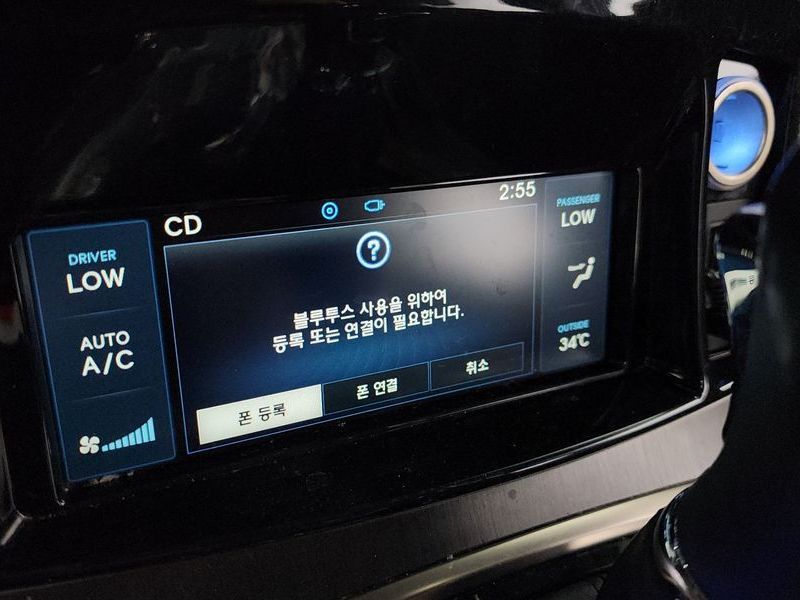 CD
2:55
DRIVER
LOW
AUTO
A/C
블루투스 사용을 위하여
등록 또는 연결이 필요합니다.
폰 등록
폰 연결
취소
PASSENGER
LOW
OUTSIDE
34℃